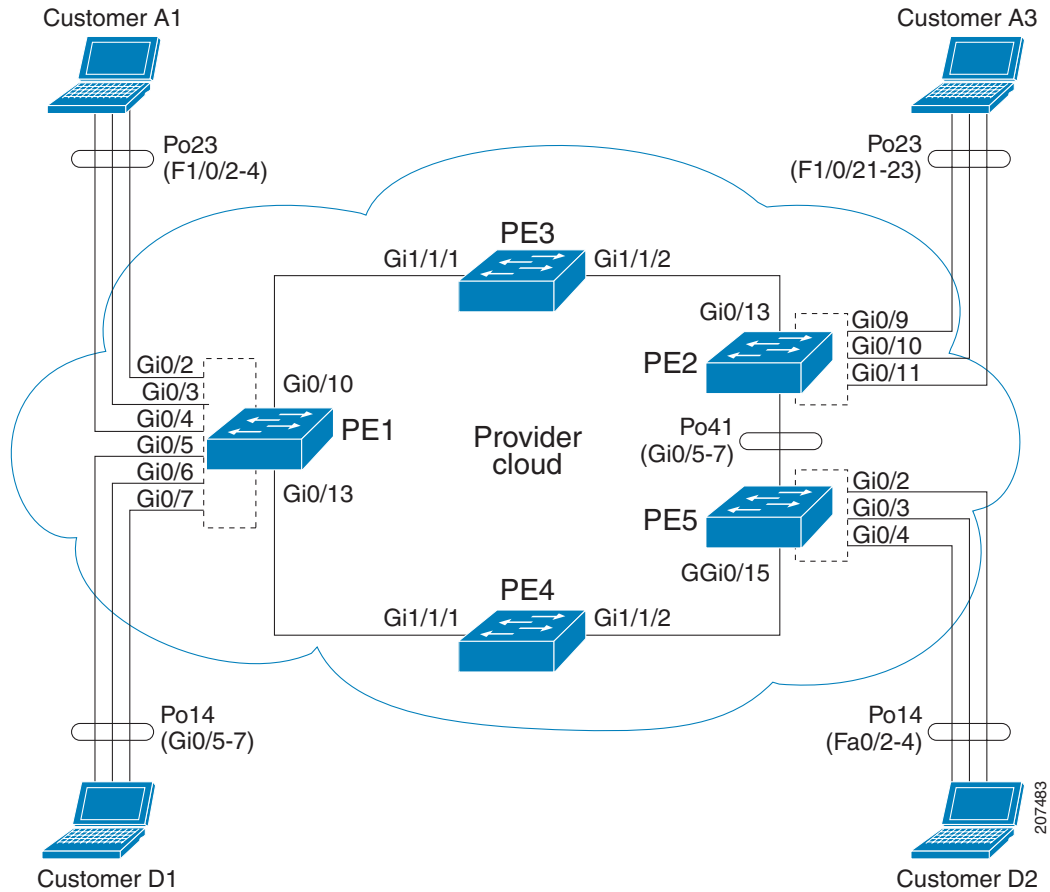 Customer A1
Customer A3
Po23
(F1/0/2-4)
Po23
(F1/0/21-23)
PE3
Gi1/1/1
Gi1/1/2
Gi0/13
Gi0/9
Gi0/10
Gi0/11
PE2
Gi0/2
Gi0/3
Gi0/4
Gi0/5
Gi0/6
Gi0/7
Gi0/10
PE1
Gi0/13
Provider
cloud
Po41
(Gi0/5-7)
Gi0/2
Gi0/3
Gi0/4
PE5
GGi0/15
PE4
Gi1/1/1
Gi1/1/2
Po14
(Gi0/5-7)
Po14
(Fa0/2-4)
Customer D1
Customer D2
207483